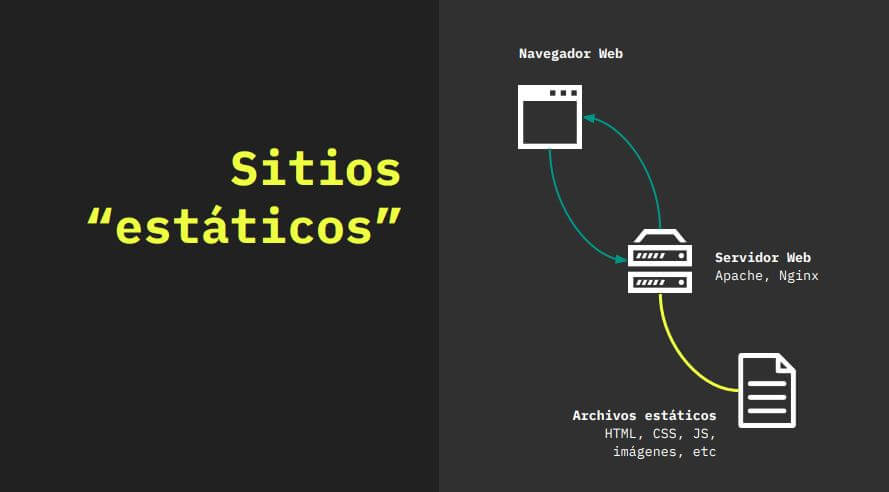 Sitios
“estáticos”
Navegador Web
Servidor Web
Apache, Nginx
Archivos estáticos
HTML, CSS, JS,
imágenes, etc